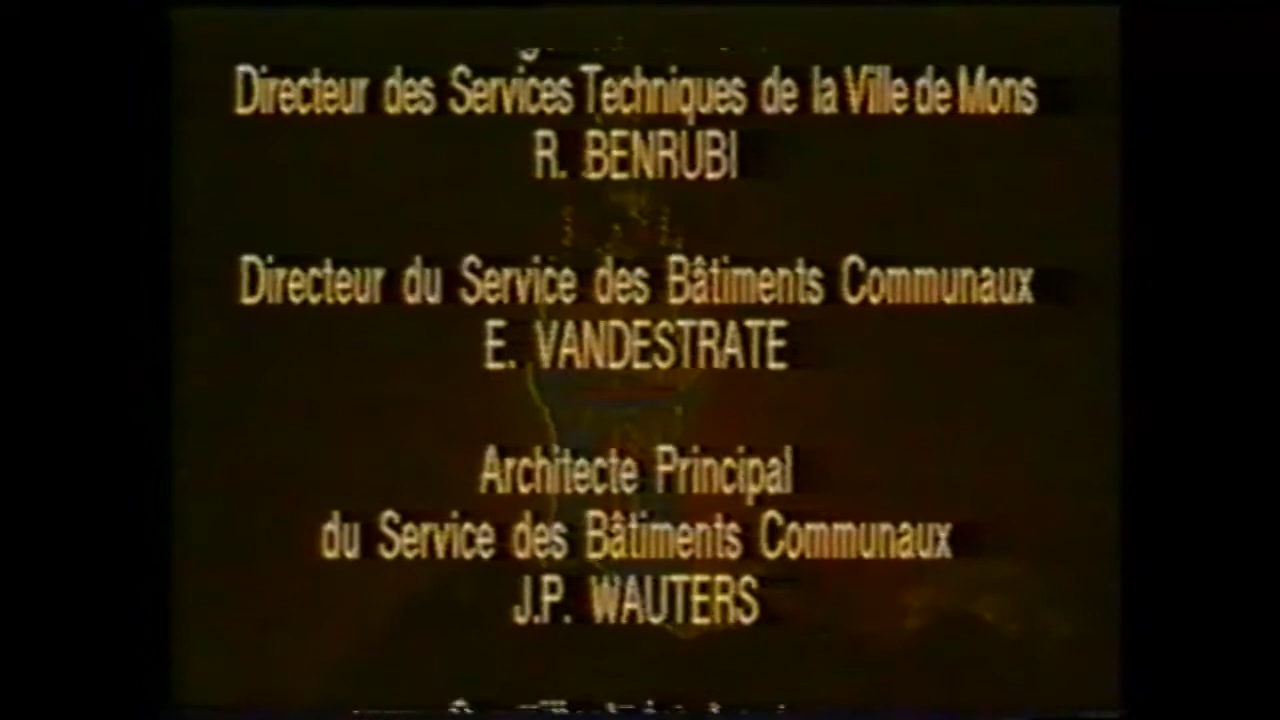 Directeur des Services Techniques de la Ville de Mons
R. BENRUBI
Directeur du Service des Bâtiments Communaux
E. VANDESTRATE
Architecte Principal
du Service des Bâtiments Communaux
J.P. WAUTERS